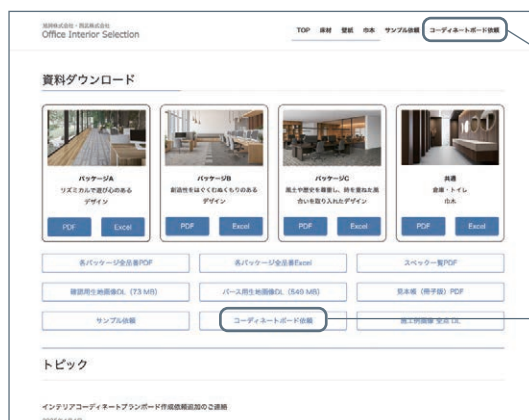 Office Interior Selection
TOP 床材 壁紙 巾木 サンプル依頼 コーディネートボード依頼
資料ダウンロード
パッケージA
リズミカルで遊び心のある
デザイン
PDF Excel
パッケージB
創造性をはぐくむぬくもりのある
デザイン
PDF Excel
パッケージC
風土や歴史を尊重し、時を重ねた風
合いを取り入れたデザイン
PDF Excel
共通
倉庫・トイレ
巾木
PDF Excel
各パッケージ全品番PDF 各パッケージ全品番Excel スペック一覧PDF
確認用生地画像DL（73 MB） パース用生地画像DL（540 MB） 見本帳（冊子版）PDF
サンプル依頼 コーディネートボード依頼 施工例画像 全点 DL
トピック
インテリアコーディネートプランボード作成依頼追加のご連絡